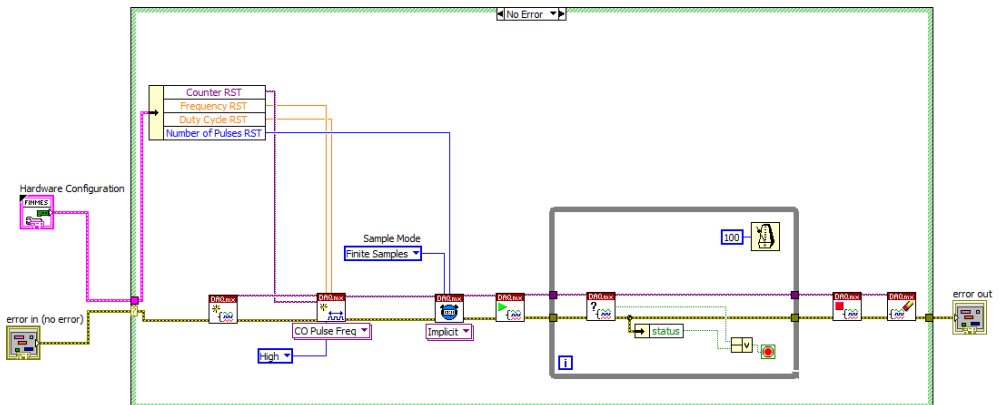 No Error
Counter RST
Frequency RST
Duty Cycle RST
Number of Pulses RST
Hardware Configuration
FINMES
Sample Mode
Finite Samples
100
error in (no error)
DAQmx
DAQmx
DAQmx
DAQmx
DAQmx
?
DAQmx
DAQmx
error out
CO Pulse Freq
Implicit
status
V
High
i